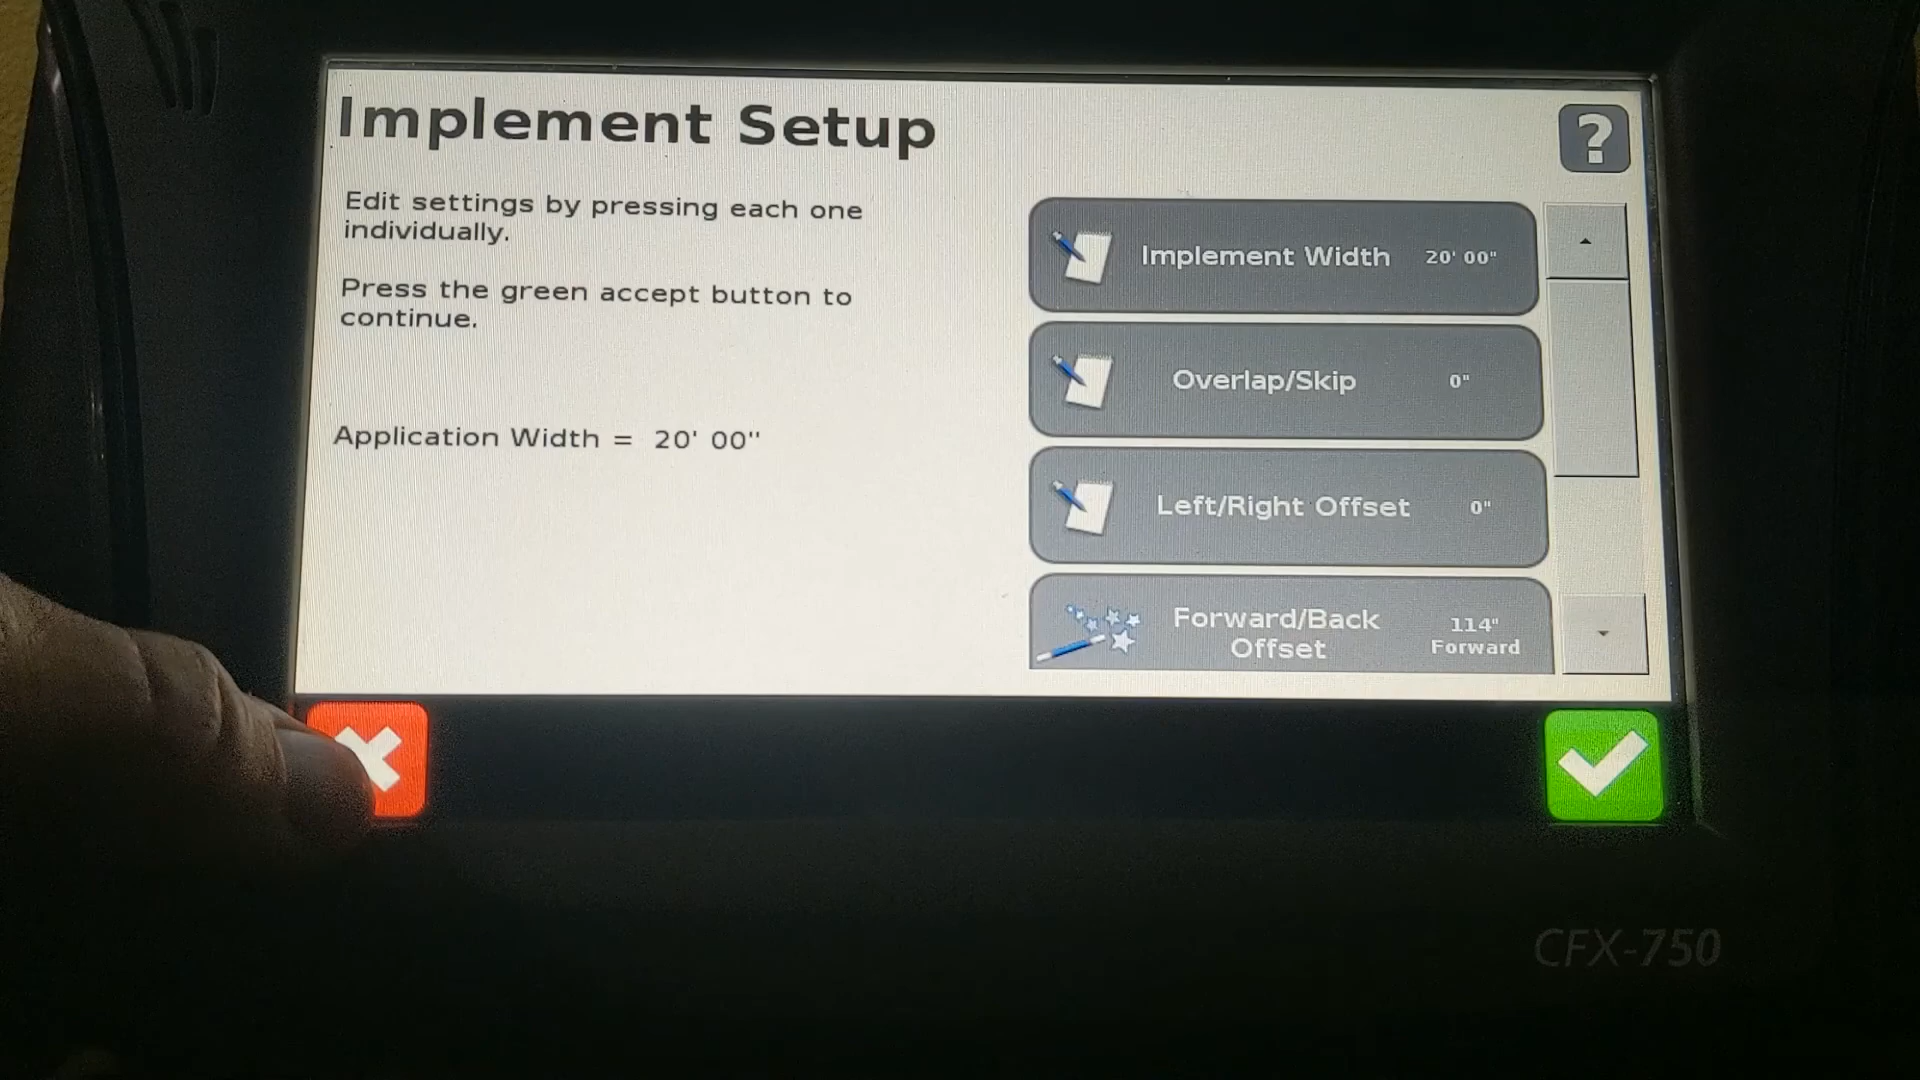 Implement Setup
?
Edit settings by pressing each one
individually.
Press the green accept button to
continue.
Application Width = 20' 00"
Implement Width 20' 00"
Overlap/Skip 0"
Left/Right Offset 0"
Forward/Back
Offset
114"
Forward
CFX-750